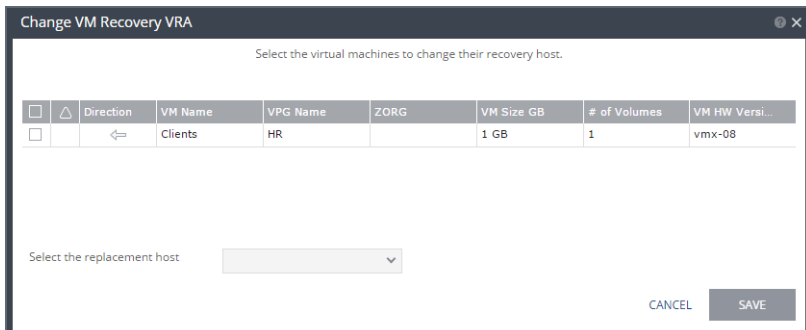 Change VM Recovery VRA
Select the virtual machines to change their recovery host.
Direction VM Name VPG Name ZORG VM Size GB # of Volumes VM HW Versi...
Clients HR 1 GB 1 vmx-08
Select the replacement host
CANCEL SAVE